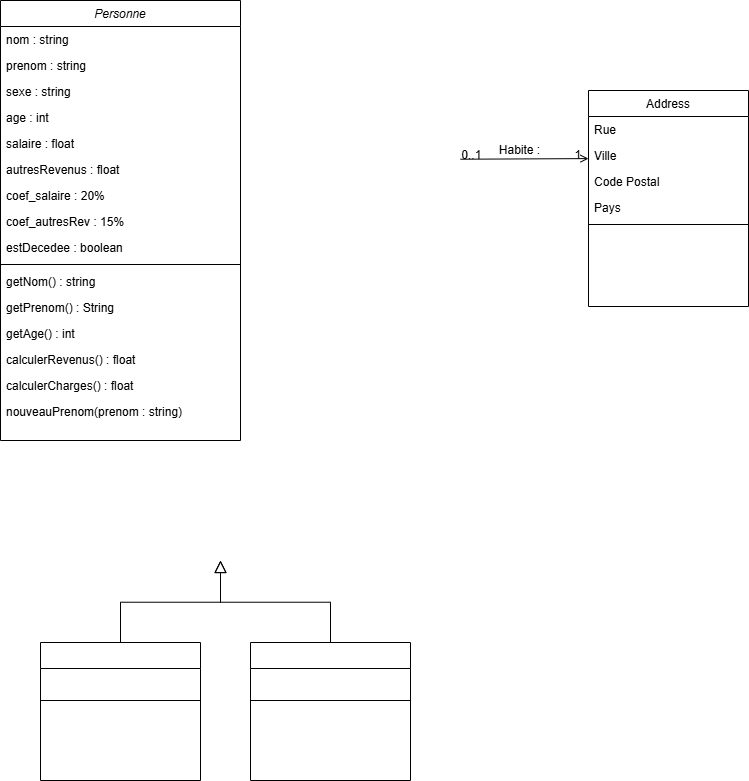 Personne
nom : string
prenom : string
sexe : string
age : int
salaire : float
autresRevenus : float
coef_salaire : 20%
coef_autresRev : 15%
estDecedee : boolean
getNom() : string
getPrenom() : String
getAge() : int
calculerRevenus() : float
calculerCharges() : float
nouveauPrenom(prenom : string)
0..1 Habite : 1
Address
Rue
Ville
Code Postal
Pays